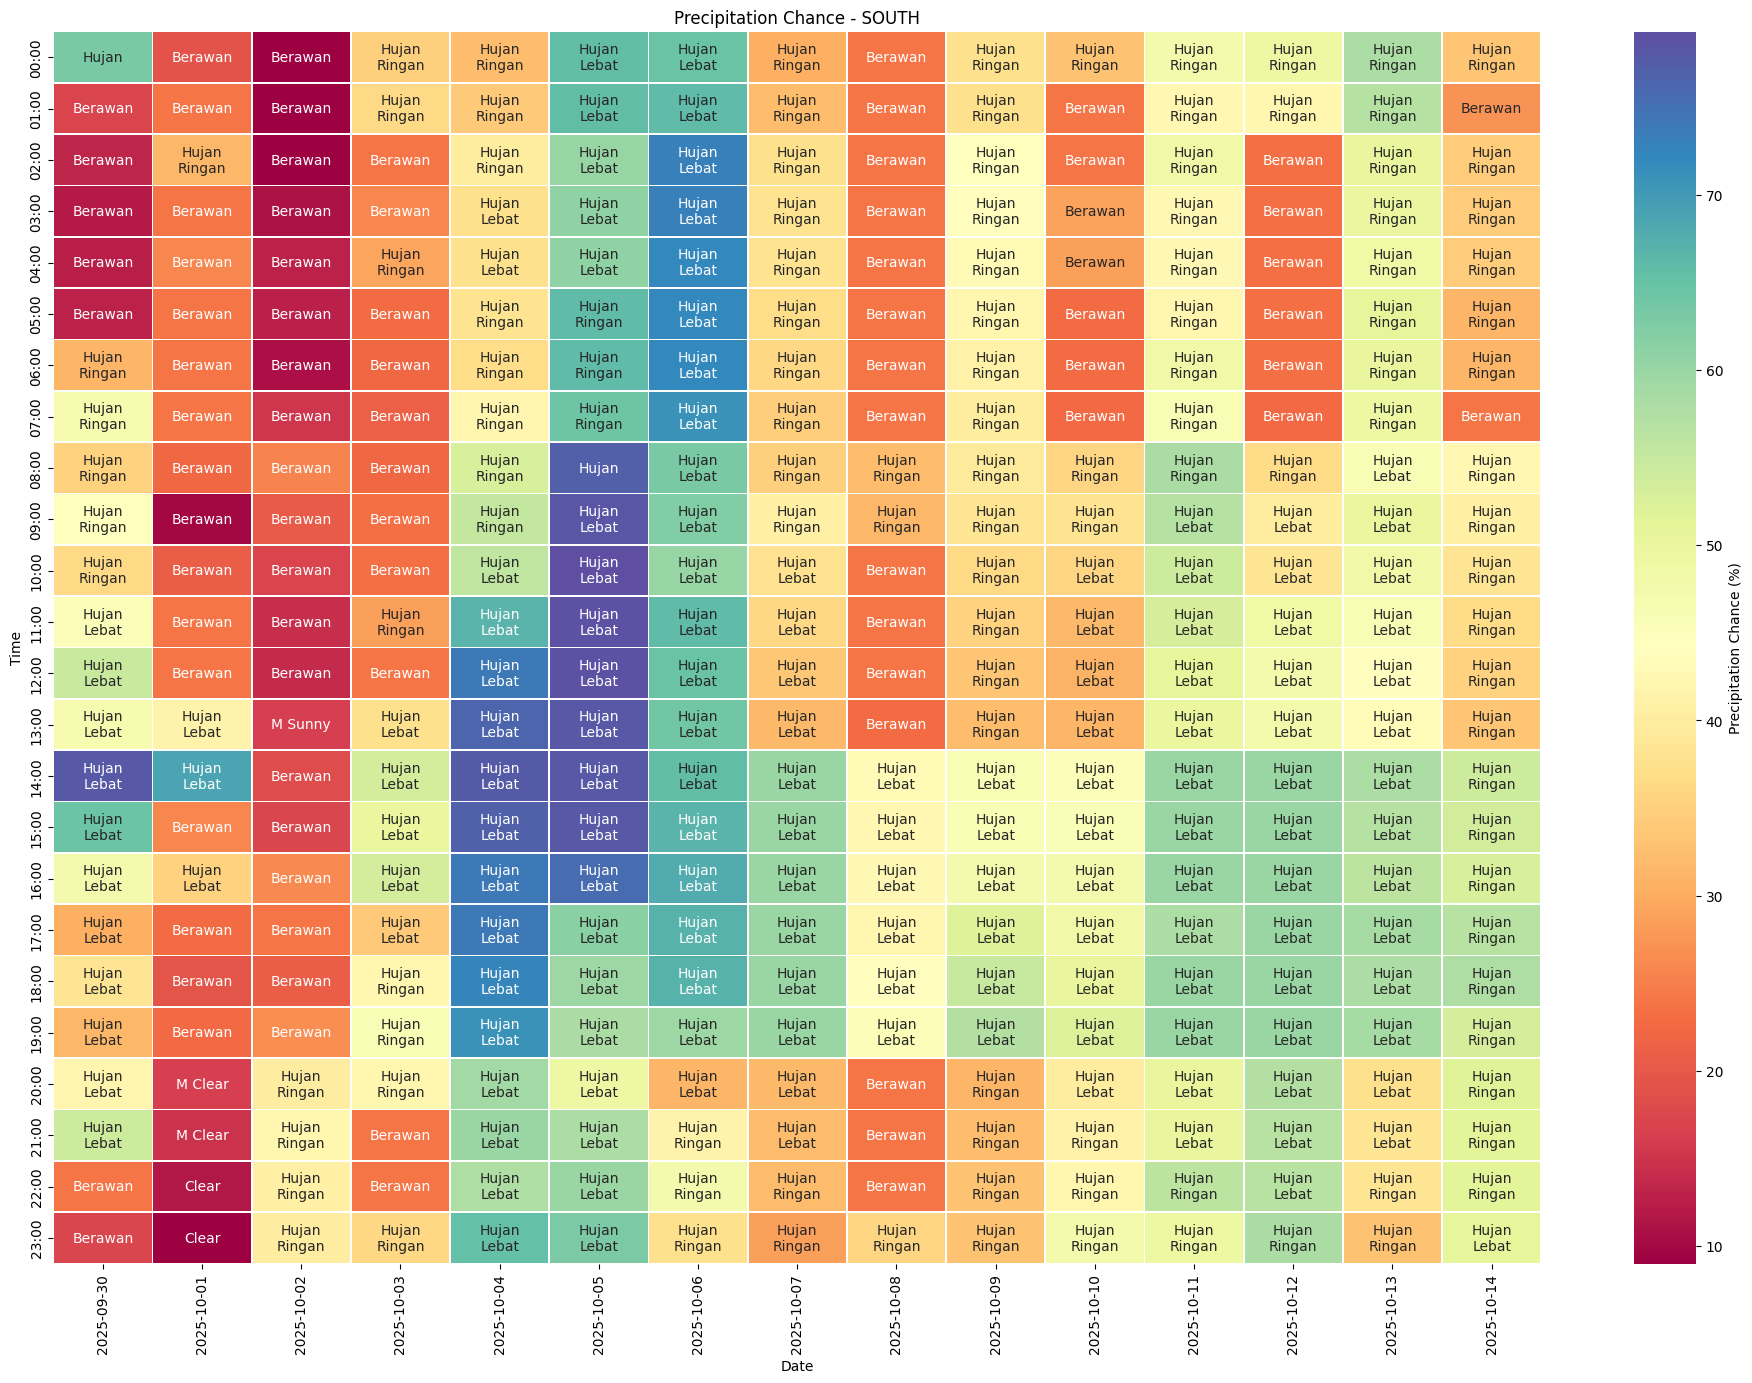 Precipitation Chance - SOUTH
00:00 Hujan Berawan Berawan Hujan Ringan Hujan Ringan Hujan Lebat Hujan Lebat Hujan Ringan Berawan Hujan Ringan Hujan Ringan Hujan Ringan Hujan Ringan Hujan Ringan Hujan Ringan
01:00 Berawan Berawan Berawan Hujan Ringan Hujan Ringan Hujan Lebat Hujan Lebat Hujan Ringan Berawan Hujan Ringan Berawan Hujan Ringan Hujan Ringan Hujan Ringan Berawan
02:00 Berawan Hujan Ringan Berawan Berawan Hujan Ringan Hujan Lebat Hujan Lebat Hujan Ringan Berawan Hujan Ringan Berawan Hujan Ringan Berawan Hujan Ringan Hujan Ringan
03:00 Berawan Berawan Berawan Berawan Hujan Lebat Hujan Lebat Hujan Lebat Hujan Ringan Berawan Hujan Ringan Berawan Hujan Ringan Berawan Hujan Ringan Hujan Ringan
04:00 Berawan Berawan Berawan Hujan Ringan Hujan Lebat Hujan Lebat Hujan Lebat Hujan Ringan Berawan Hujan Ringan Berawan Hujan Ringan Berawan Hujan Ringan Hujan Ringan
05:00 Berawan Berawan Berawan Berawan Hujan Ringan Hujan Ringan Hujan Lebat Hujan Ringan Berawan Hujan Ringan Berawan Hujan Ringan Berawan Hujan Ringan Hujan Ringan
06:00 Hujan Ringan Berawan Berawan Berawan Hujan Ringan Hujan Ringan Hujan Lebat Hujan Ringan Berawan Hujan Ringan Berawan Hujan Ringan Berawan Hujan Ringan Hujan Ringan
07:00 Hujan Ringan Berawan Berawan Berawan Hujan Ringan Hujan Ringan Hujan Lebat Hujan Ringan Berawan Hujan Ringan Berawan Hujan Ringan Berawan Hujan Ringan Berawan
08:00 Hujan Ringan Berawan Berawan Berawan Hujan Ringan Hujan Hujan Lebat Hujan Ringan Hujan Ringan Hujan Ringan Hujan Ringan Hujan Ringan Hujan Ringan Hujan Lebat Hujan Ringan
09:00 Hujan Ringan Berawan Berawan Berawan Hujan Ringan Hujan Lebat Hujan Lebat Hujan Ringan Hujan Ringan Hujan Ringan Hujan Ringan Hujan Lebat Hujan Lebat Hujan Lebat Hujan Ringan
10:00 Hujan Ringan Berawan Berawan Berawan Hujan Lebat Hujan Lebat Hujan Lebat Hujan Lebat Berawan Hujan Ringan Hujan Lebat Hujan Lebat Hujan Lebat Hujan Lebat Hujan Ringan
11:00 Hujan Lebat Berawan Berawan Hujan Ringan Hujan Lebat Hujan Lebat Hujan Lebat Hujan Lebat Berawan Hujan Ringan Hujan Lebat Hujan Lebat Hujan Lebat Hujan Lebat Hujan Ringan
12:00 Hujan Lebat Berawan Berawan Berawan Hujan Lebat Hujan Lebat Hujan Lebat Hujan Lebat Berawan Hujan Ringan Hujan Lebat Hujan Lebat Hujan Lebat Hujan Lebat Hujan Ringan
13:00 Hujan Lebat Hujan Lebat M Sunny Hujan Lebat Hujan Lebat Hujan Lebat Hujan Lebat Hujan Lebat Berawan Hujan Ringan Hujan Lebat Hujan Lebat Hujan Lebat Hujan Lebat Hujan Ringan
14:00 Hujan Lebat Hujan Lebat Berawan Hujan Lebat Hujan Lebat Hujan Lebat Hujan Lebat Hujan Lebat Hujan Lebat Hujan Lebat Hujan Lebat Hujan Lebat Hujan Lebat Hujan Lebat Hujan Ringan
15:00 Hujan Lebat Berawan Berawan Hujan Lebat Hujan Lebat Hujan Lebat Hujan Lebat Hujan Lebat Hujan Lebat Hujan Lebat Hujan Lebat Hujan Lebat Hujan Lebat Hujan Lebat Hujan Ringan
16:00 Hujan Lebat Hujan Lebat Berawan Hujan Lebat Hujan Lebat Hujan Lebat Hujan Lebat Hujan Lebat Hujan Lebat Hujan Lebat Hujan Lebat Hujan Lebat Hujan Lebat Hujan Lebat Hujan Ringan
17:00 Hujan Lebat Berawan Berawan Hujan Lebat Hujan Lebat Hujan Lebat Hujan Lebat Hujan Lebat Hujan Lebat Hujan Lebat Hujan Lebat Hujan Lebat Hujan Lebat Hujan Lebat Hujan Ringan
18:00 Hujan Lebat Berawan Berawan Hujan Ringan Hujan Lebat Hujan Lebat Hujan Lebat Hujan Lebat Hujan Lebat Hujan Lebat Hujan Lebat Hujan Lebat Hujan Lebat Hujan Lebat Hujan Ringan
19:00 Hujan Lebat Berawan Berawan Hujan Ringan Hujan Lebat Hujan Lebat Hujan Lebat Hujan Lebat Hujan Lebat Hujan Lebat Hujan Lebat Hujan Lebat Hujan Lebat Hujan Lebat Hujan Ringan
20:00 Hujan Lebat M Clear Hujan Ringan Hujan Ringan Hujan Lebat Hujan Lebat Hujan Lebat Hujan Lebat Berawan Hujan Ringan Hujan Lebat Hujan Lebat Hujan Lebat Hujan Lebat Hujan Ringan
21:00 Hujan Lebat M Clear Hujan Ringan Berawan Hujan Lebat Hujan Lebat Hujan Ringan Hujan Lebat Berawan Hujan Ringan Hujan Ringan Hujan Lebat Hujan Lebat Hujan Lebat Hujan Ringan
22:00 Berawan Clear Hujan Ringan Berawan Hujan Lebat Hujan Lebat Hujan Ringan Hujan Ringan Berawan Hujan Ringan Hujan Ringan Hujan Ringan Hujan Lebat Hujan Ringan Hujan Ringan
23:00 Berawan Clear Hujan Ringan Hujan Ringan Hujan Lebat Hujan Lebat Hujan Ringan Hujan Ringan Hujan Ringan Hujan Ringan Hujan Ringan Hujan Ringan Hujan Ringan Hujan Ringan Hujan Lebat
Time
2025-09-30 2025-10-01 2025-10-02 2025-10-03 2025-10-04 2025-10-05 2025-10-06 2025-10-07 2025-10-08 2025-10-09 2025-10-10 2025-10-11 2025-10-12 2025-10-13 2025-10-14
Date
70
60
50
40
30
20
10
Precipitation Chance (%)